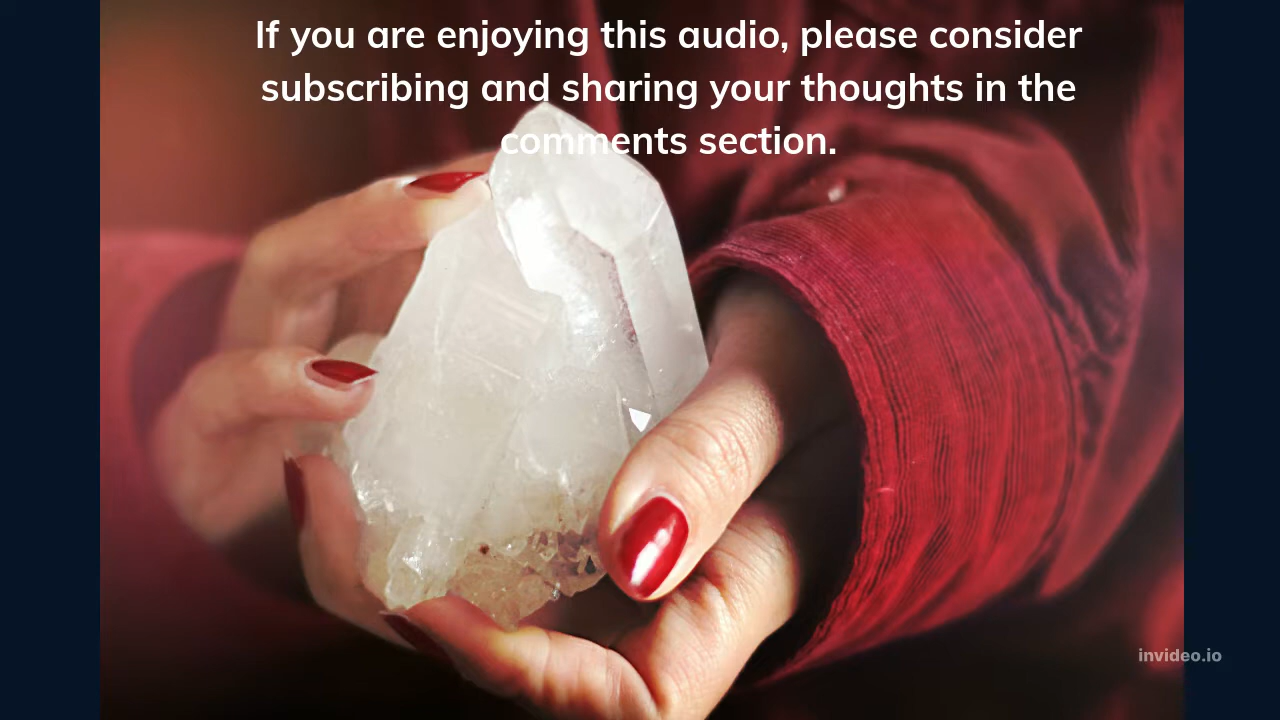 If you are enjoying this audio, please consider
subscribing and sharing your thoughts in the
comments section.
invideo.io